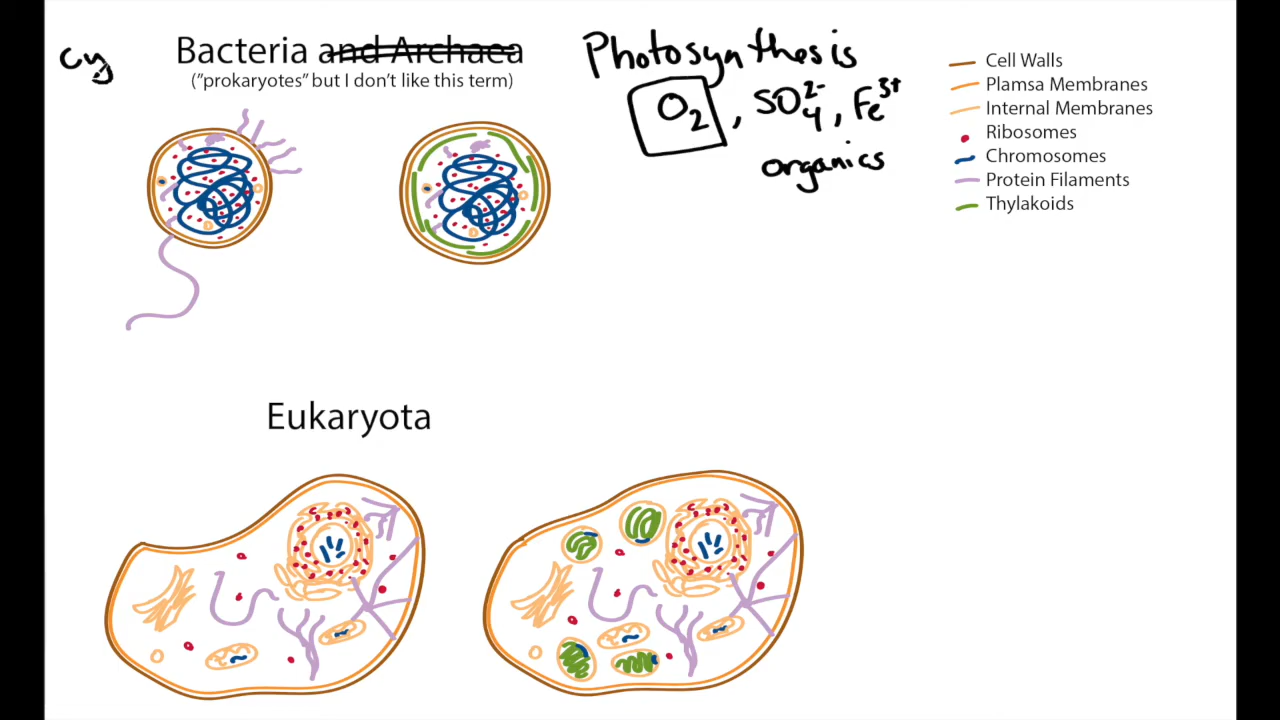 Cy
Bacteria and Archaea
("prokaryotes" but I don't like this term)
Photosynthesis
O2, SO4^2-, Fe^3+
organics
Cell Walls
Plamsa Membranes
Internal Membranes
Ribosomes
Chromosomes
Protein Filaments
Thylakoids
Eukaryota